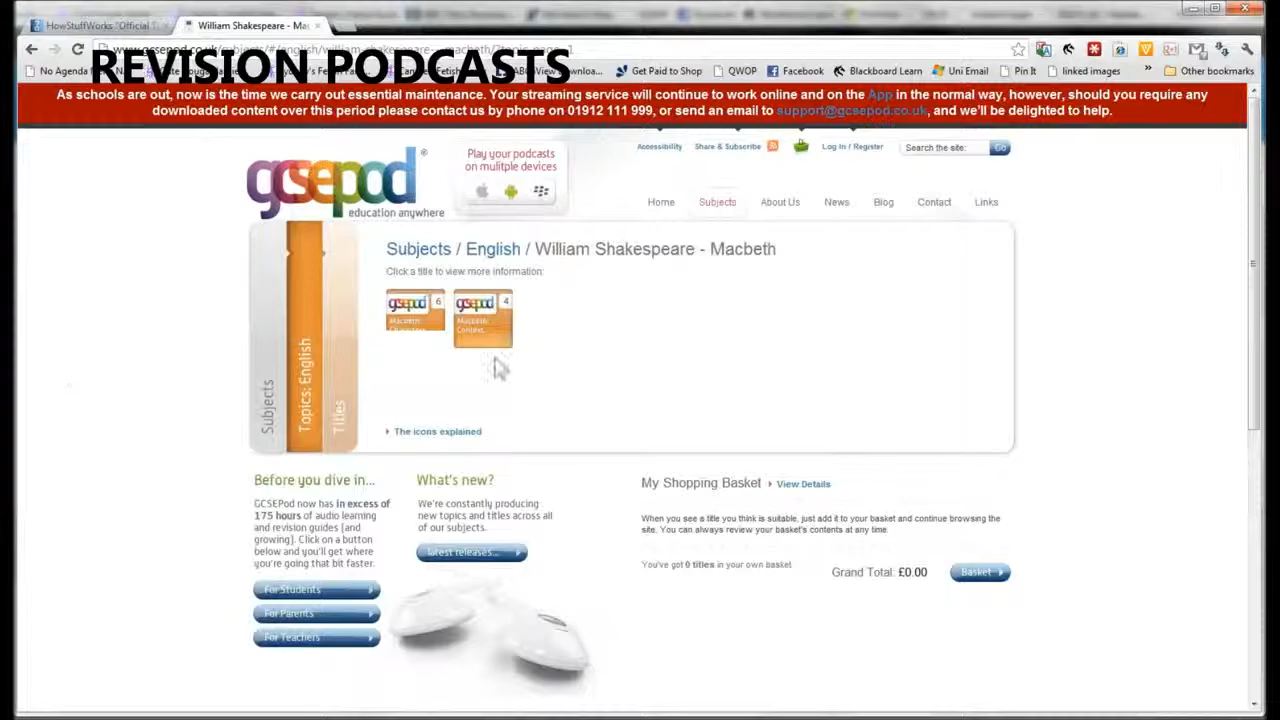 HowStuffWorks "Official T
William Shakespeare - Mac
REVISION PODCASTS
No Agenda
QWOP
Get Paid to Shop
Facebook
Blackboard Learn
Uni Email
Pin It
linked images
Other bookmarks
As schools are out, now is the time we carry out essential maintenance. Your streaming service will continue to work online and on the App in the normal way, however, should you require any
downloaded content over this period please contact us by phone on 01912 111 999, or send an email to support@gcsepod.co.uk, and we'll be delighted to help.
Accessibility
Share & Subscribe
Log In / Register
Search the site:
Go
gcsepod®
education anywhere
Play your podcasts
on mulitple devices
Home
Subjects
About Us
News
Blog
Contact
Links
Subjects / English / William Shakespeare - Macbeth
Click a title to view more information:
gcsepod 6
Macbeth:
gcsepod 4
Macbeth:
Context
Subjects
Topics: English
Titles
The icons explained
Before you dive in...
GCSEPod now has in excess of
175 hours of audio learning
and revision guides (and
growing). Click on a button
below and you'll get where
you're going that bit faster.
For Students
For Parents
For Teachers
What's new?
We're constantly producing
new topics and titles across all
of our subjects.
latest releases...
My Shopping Basket
View Details
When you see a title you think is suitable, just add it to your basket and continue browsing the
site. You can always review your basket's contents at any time.
You've got 0 titles in your own basket
Grand Total: £0.00
Basket